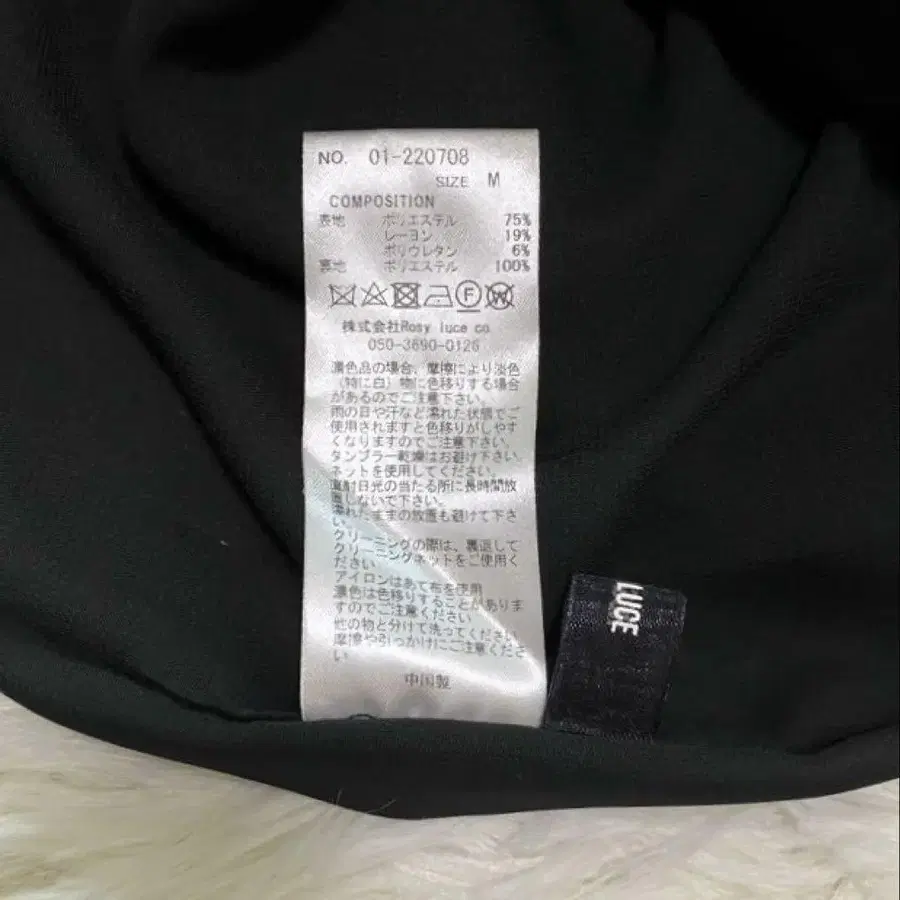 NO. 01-220708
SIZE M
COMPOSITION
表地 ポリエステル 75%
レーヨン 19%
ポリウレタン 6%
裏地 ポリエステル 100%
F W
株式会社Rosy luce co
050-3690-0126
濃色品の場合、摩擦により淡色
(特に白)物に色移りする場合
があるのでご注意下さい。
雨の日や汗など濡れた状態でご
使用されますと色移りがしやす
くなりますのでご注意下さい。
タンブラー乾燥はお避け下さい。
ネットを使用してください。
直射日光の当たる所に長時間放
置しないで下さい。
濡れたままの放置も避けて下さ
い。
クリーニングの際は、裏返して
クリーニングネットをご使用く
ださい
アイロンはあて布を使用
濃色は色移りすることがありま
すのでご注意ください
他の物と分けて洗ってください
摩擦や引っかけにご注意くださ
い
中国製
LUCE